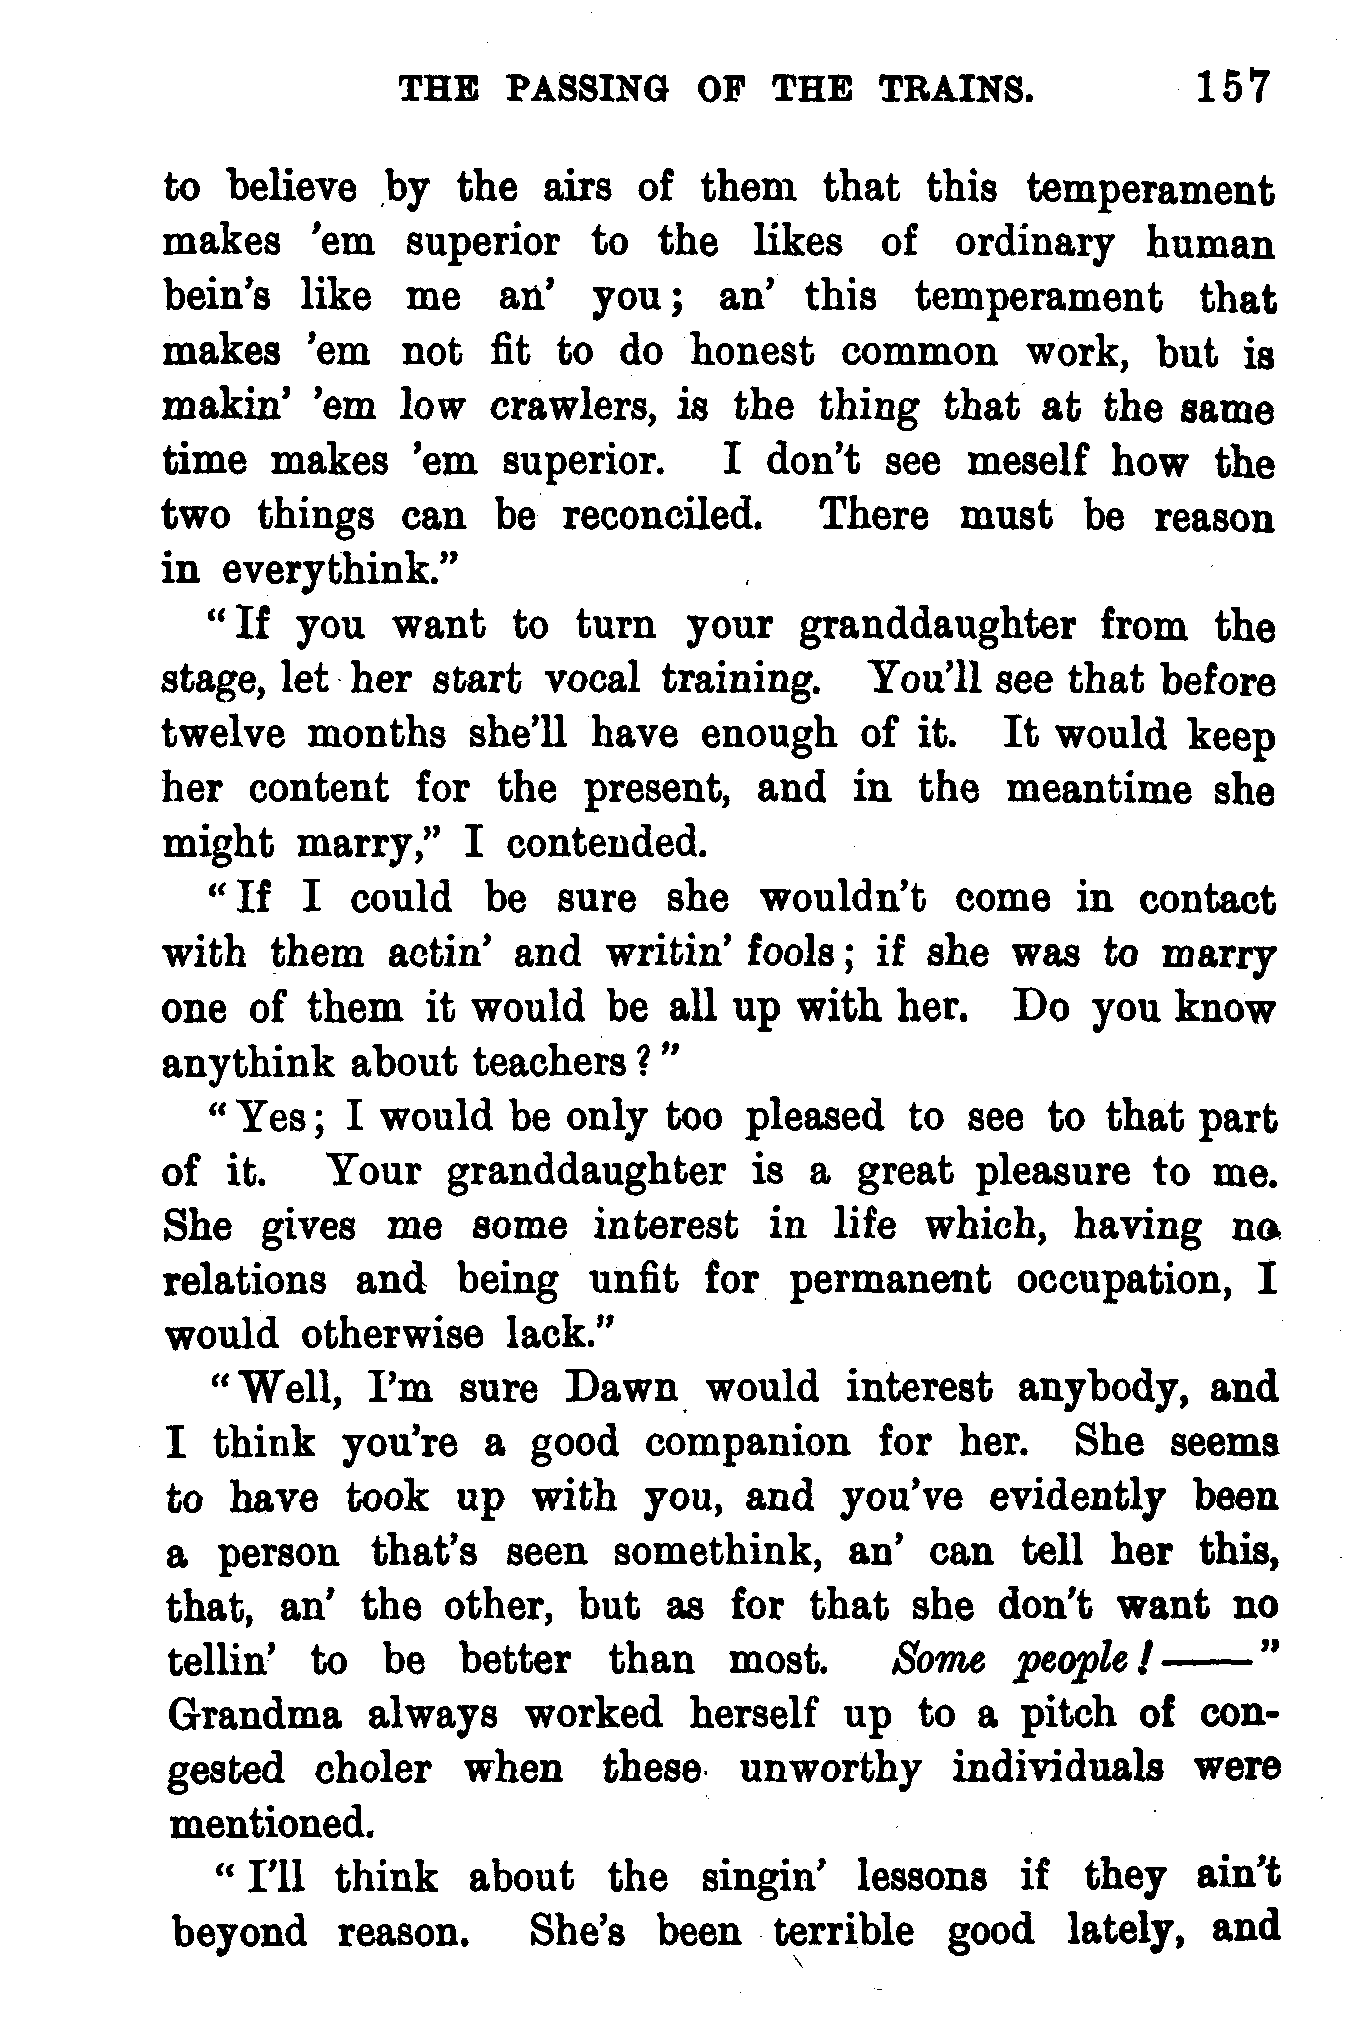 THE PASSING OF THE TRAINS. 157
to believe by the airs of them that this temperament
makes 'em superior to the likes of ordinary human
bein's like me an' you; an' this temperament that
makes 'em not fit to do honest common work, but is
makin' 'em low crawlers, is the thing that at the same
time makes 'em superior. I don't see meself how the
two things can be reconciled. There must be reason
in everythink."
"If you want to turn your granddaughter from the
stage, let her start vocal training. You'll see that before
twelve months she'll have enough of it. It would keep
her content for the present, and in the meantime she
might marry," I contended.
"If I could be sure she wouldn't come in contact
with them actin' and writin' fools; if she was to marry
one of them it would be all up with her. Do you know
anythink about teachers?"
"Yes; I would be only too pleased to see to that part
of it. Your granddaughter is a great pleasure to me.
She gives me some interest in life which, having no
relations and being unfit for permanent occupation, I
would otherwise lack."
"Well, I'm sure Dawn would interest anybody, and
I think you're a good companion for her. She seems
to have took up with you, and you've evidently been
a person that's seen somethink, an' can tell her this,
that, an' the other, but as for that she don't want no
tellin' to be better than most. Some people!——"
Grandma always worked herself up to a pitch of con-
gested choler when these unworthy individuals were
mentioned.
"I'll think about the singin' lessons if they ain't
beyond reason. She's been terrible good lately, and